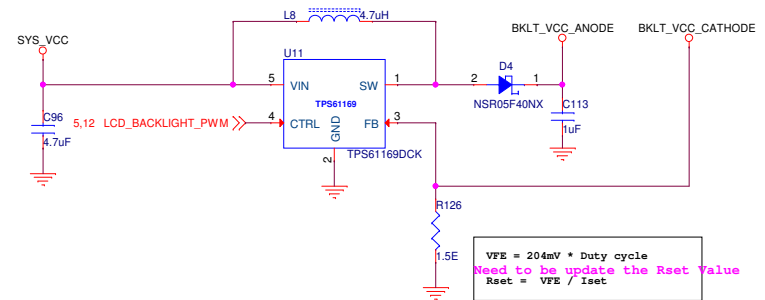 L8 4.7uH
BKLT_VCC_ANODE BKLT_VCC_CATHODE
SYS_VCC
U11
D4
5 VIN SW 1 2 1
TPS61169 NSR05F40NX
C96 C113
5,12 LCD_BACKLIGHT_PWM 4 CTRL GND FB 3
4.7uF 1uF
TPS61169DCK
2
R126
1.5E
VFE = 204mV * Duty cycle
Need to be update the Rset Value
Rset = VFE / Iset